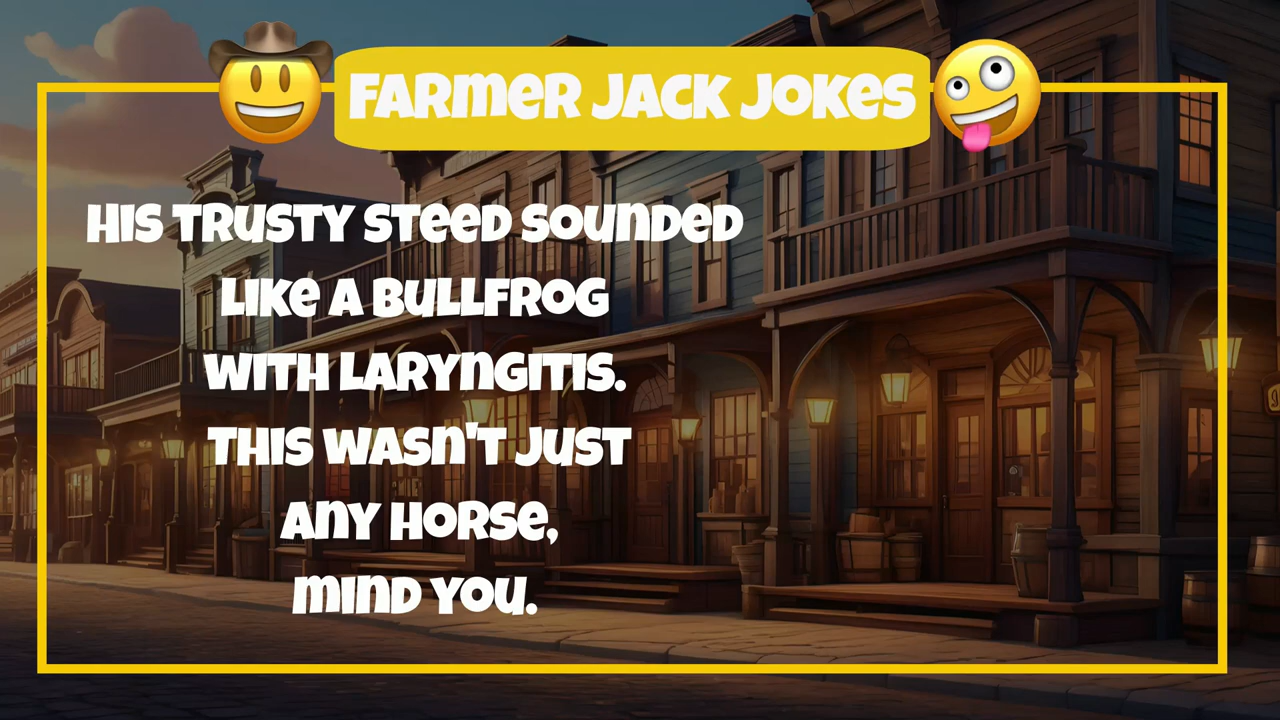 FARMER JACK JOKES
HIS TRUSTY STEED SOUNDED
LIKE A BULLFROG
WITH LARYNGITIS.
THIS WASN'T JUST
ANY HORSE,
MIND YOU.